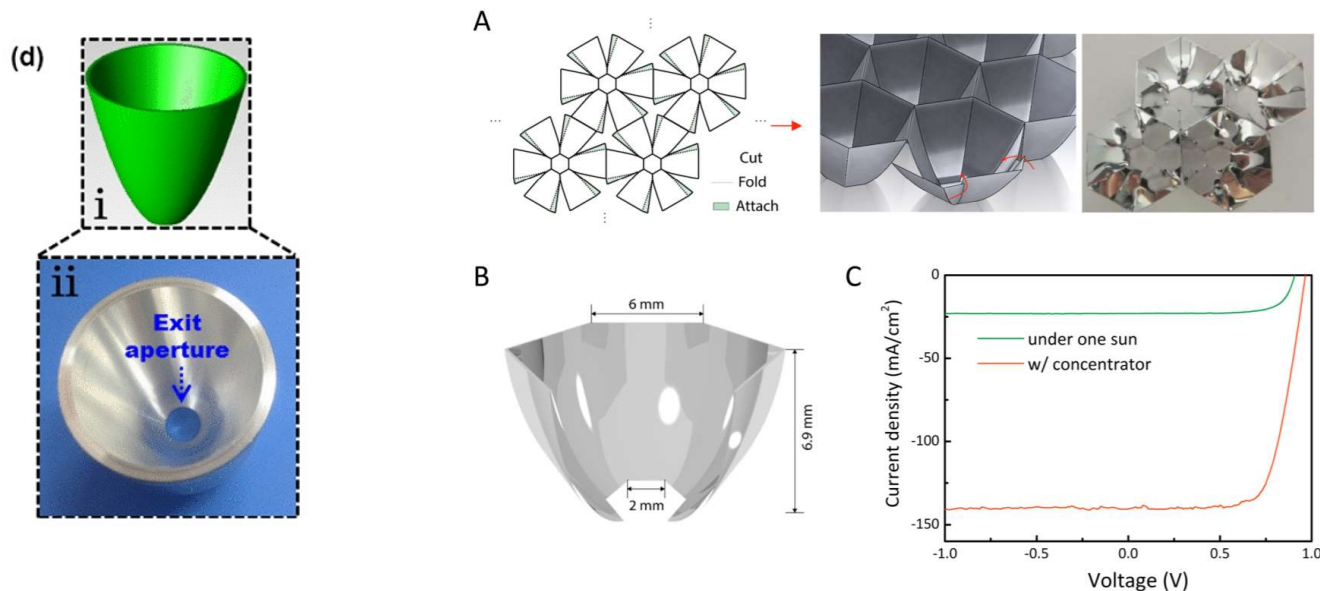 (d)
i
ii
Exit
aperture
A
...
...
...
...
Cut
Fold
Attach
B
6 mm
6.9 mm
2 mm
C
0
-50
-100
-150
under one sun
w/ concentrator
Current density (mA/cm²)
-1.0
-0.5
0.0
0.5
1.0
Voltage (V)